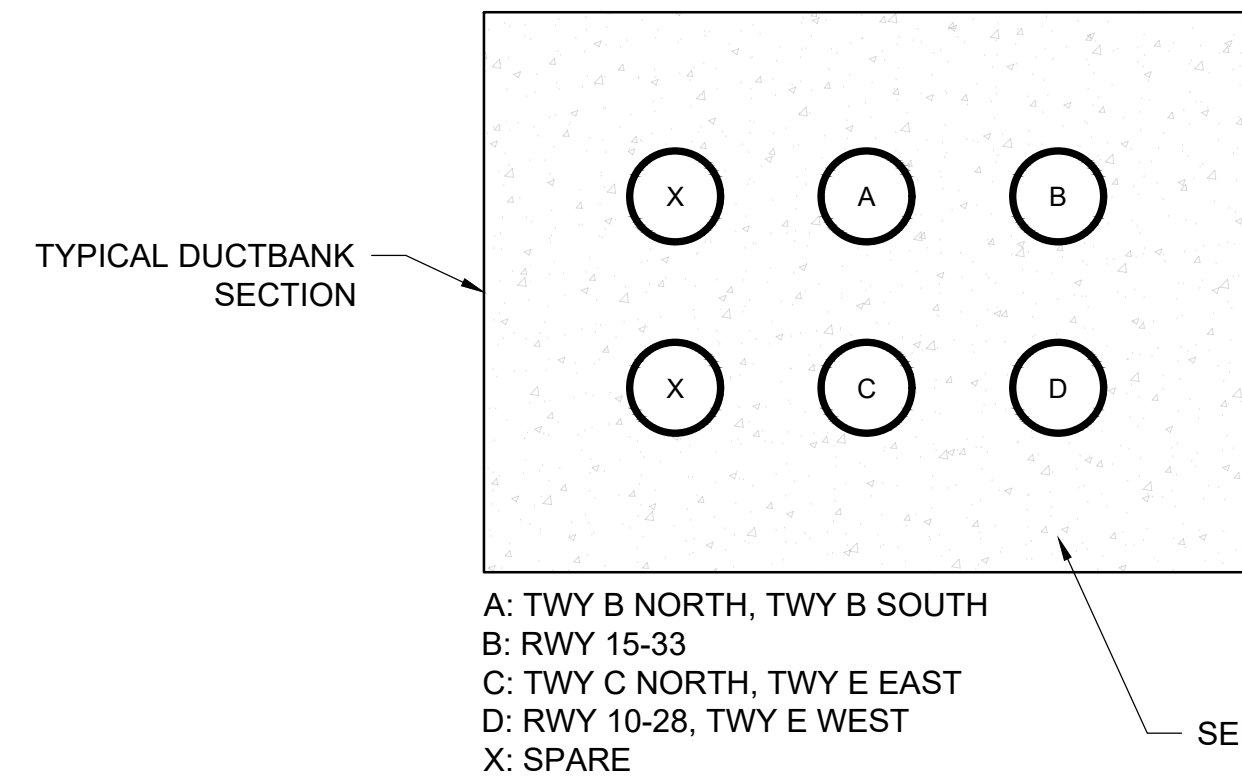 X A B
TYPICAL DUCTBANK
SECTION
X C D
A: TWY B NORTH, TWY B SOUTH
B: RWY 15-33
C: TWY C NORTH, TWY E EAST
D: RWY 10-28, TWY E WEST
SE
X: SPARE